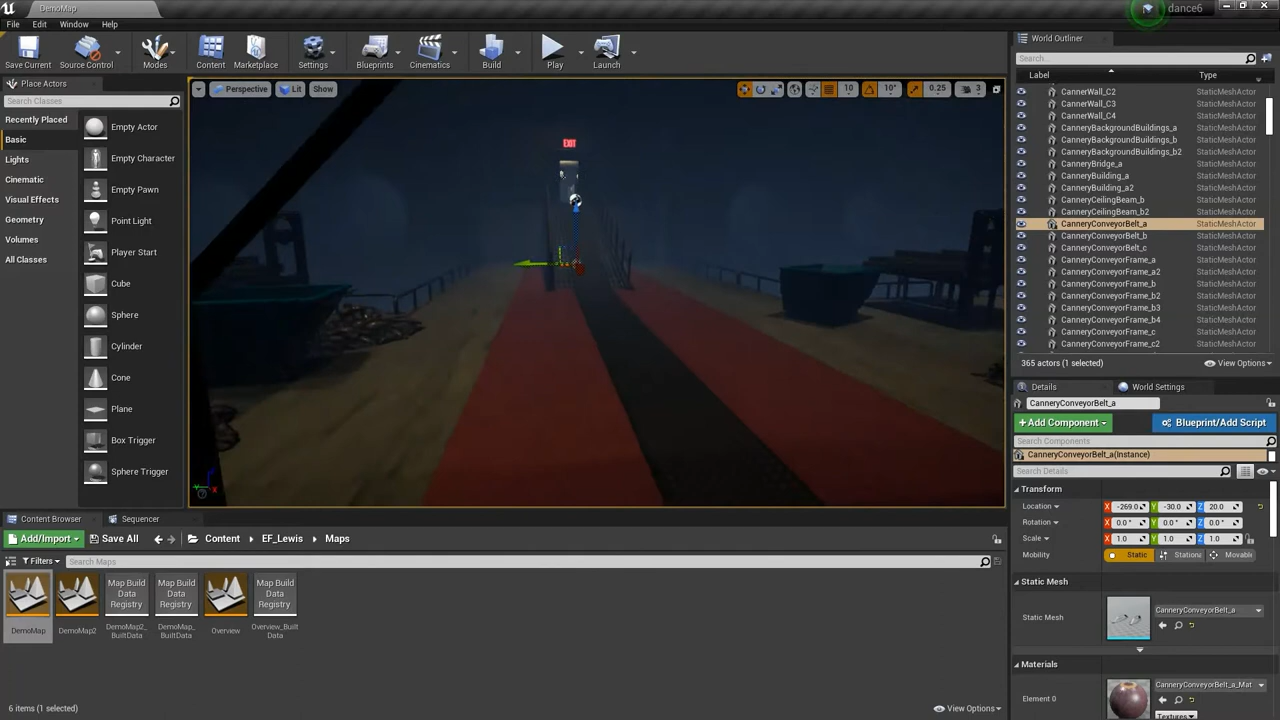 DemoMap
dance6
File Edit Window Help
Save Current
Source Control
Modes
Content
Marketplace
Settings
Blueprints
Cinematics
Build
Play
Launch
Place Actors
Search Classes
Recently Placed
Basic
Lights
Cinematic
Visual Effects
Geometry
Volumes
All Classes
Empty Actor
Empty Character
Empty Pawn
Point Light
Player Start
Cube
Sphere
Cylinder
Cone
Plane
Box Trigger
Sphere Trigger
Perspective Lit Show
10 10° 0.25 3
EXIT
World Outliner
Search...
Label Type
CannerWall_C2 StaticMeshActor
CannerWall_C3 StaticMeshActor
CannerWall_C4 StaticMeshActor
CanneryBackgroundBuildings_a StaticMeshActor
CanneryBackgroundBuildings_b StaticMeshActor
CanneryBackgroundBuildings_b2 StaticMeshActor
CanneryBridge_a StaticMeshActor
CanneryBuilding_a StaticMeshActor
CanneryBuilding_a2 StaticMeshActor
CanneryCeilingBeam_b StaticMeshActor
CanneryCeilingBeam_b2 StaticMeshActor
CanneryConveyorBelt_a StaticMeshActor
CanneryConveyorBelt_b StaticMeshActor
CanneryConveyorBelt_c StaticMeshActor
CanneryConveyorFrame_a StaticMeshActor
CanneryConveyorFrame_a2 StaticMeshActor
CanneryConveyorFrame_b StaticMeshActor
CanneryConveyorFrame_b2 StaticMeshActor
CanneryConveyorFrame_b3 StaticMeshActor
CanneryConveyorFrame_b4 StaticMeshActor
CanneryConveyorFrame_c StaticMeshActor
CanneryConveyorFrame_c2 StaticMeshActor
365 actors (1 selected) View Options
Details World Settings
CanneryConveyorBelt_a
+Add Component Blueprint/Add Script
Search Components
CanneryConveyorBelt_a(Instance)
Search Details
Transform
Location X -269.0 Y -30.0 Z 20.0
Rotation X 0.0° Y 0.0° Z 0.0°
Scale X 1.0 Y 1.0 Z 1.0
Mobility Static Station Movabl
Static Mesh
Static Mesh CanneryConveyorBelt_a
Materials
Element 0 CanneryConveyorBelt_a_Mat
Textures
Content Browser Sequencer
Add/Import Save All Content EF_Lewis Maps
Filters Search Maps
Map Build Data Registry
Map Build Data Registry
Map Build Data Registry
DemoMap
DemoMap2
DemoMap2_BuiltData
DemoMap_BuiltData
Overview
Overview_Built Data
6 items (1 selected) View Options